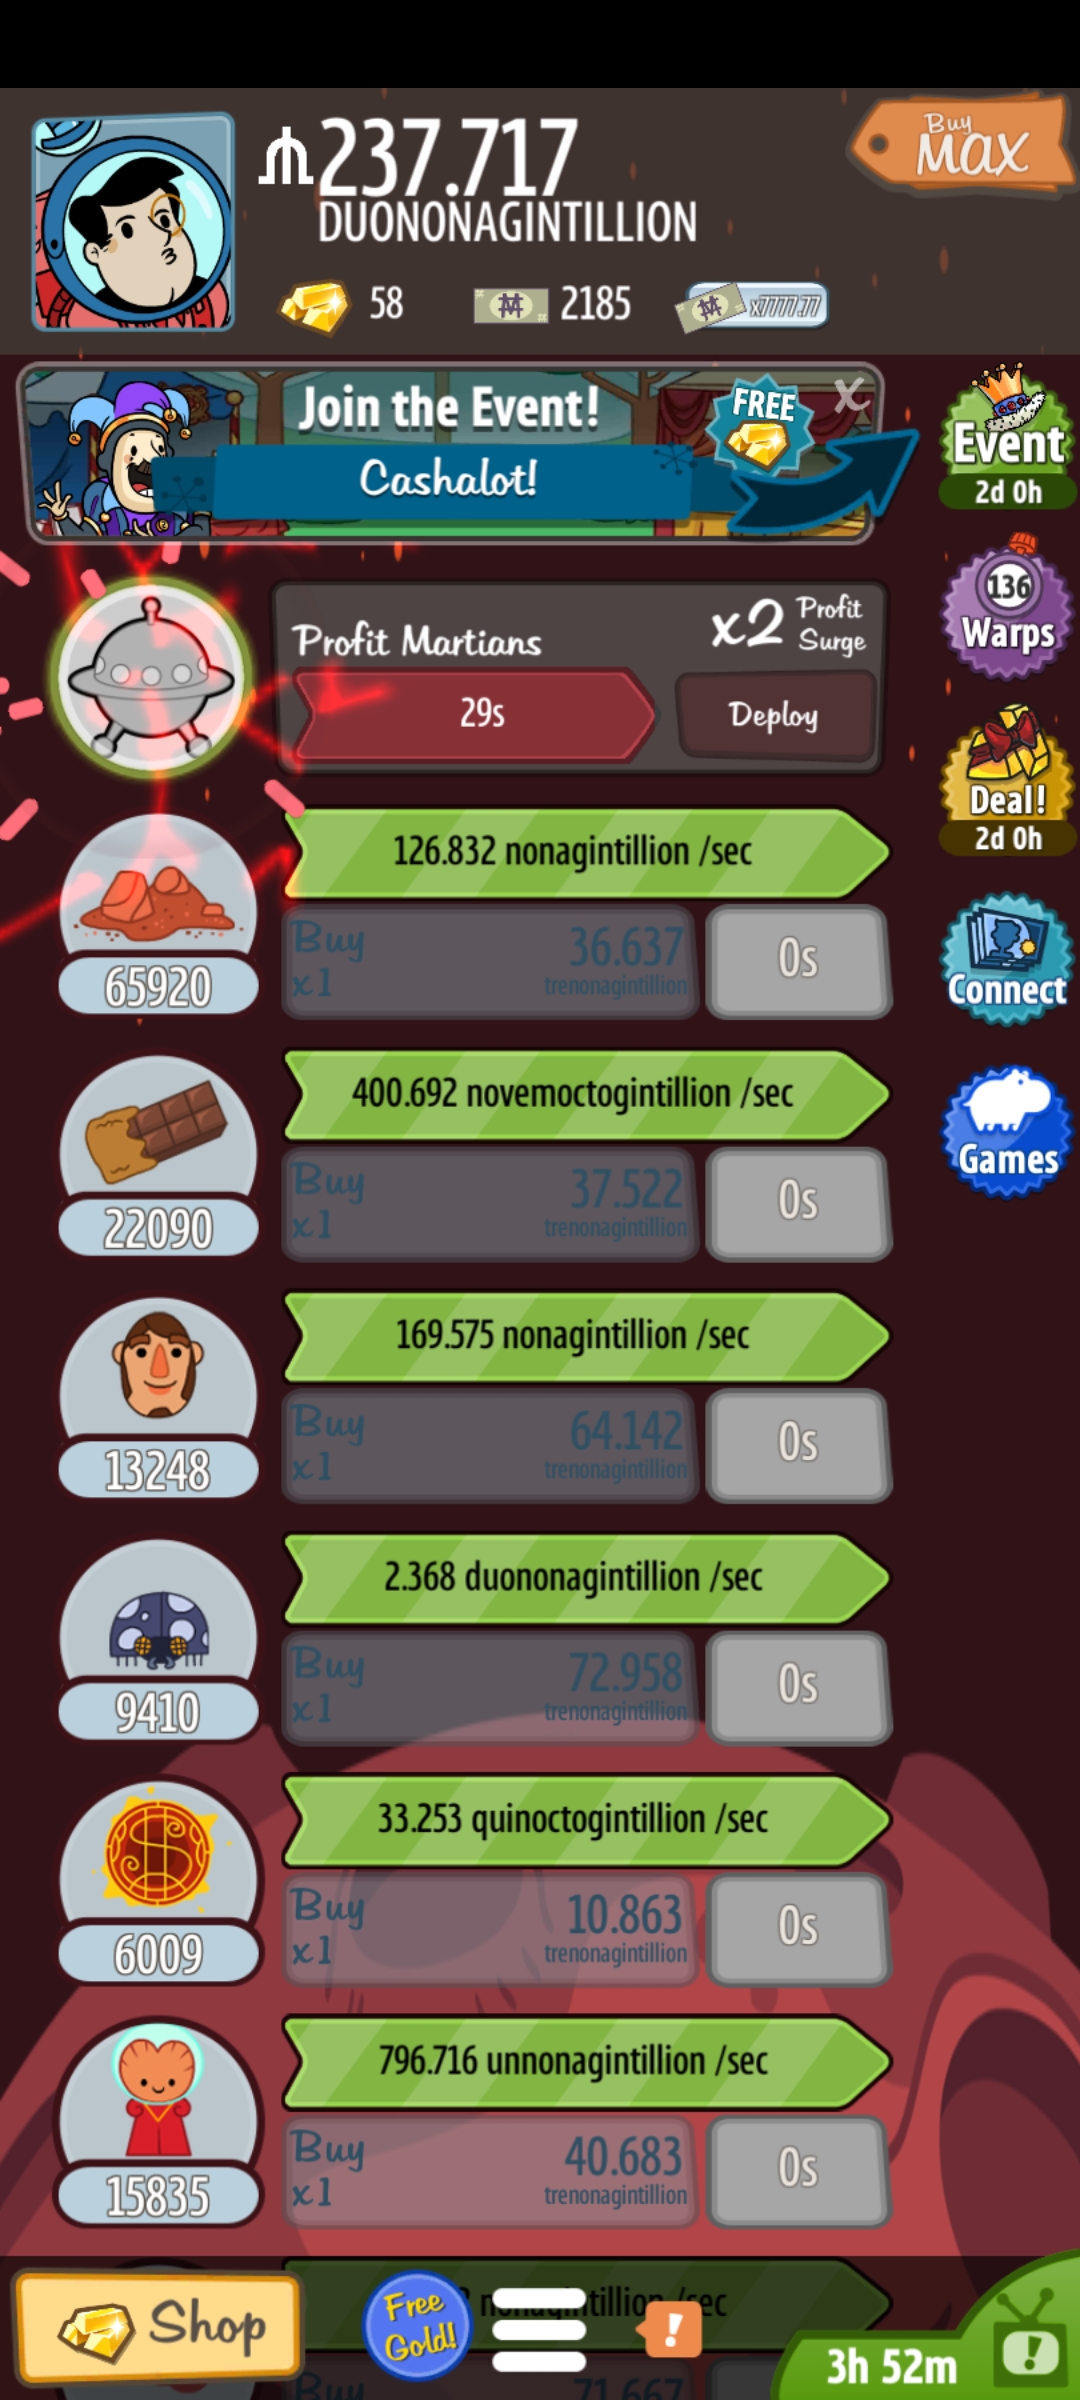 237.717
DUONONAGINTILLION
Buy
MAX
58
2185
x7777.77
Join the Event!
Cashalot!
FREE
X
Event
2d 0h
136
Warps
Profit Martians
x2 Profit Surge
29s
Deploy
Deal!
2d 0h
126.832 nonagintillion /sec
65920
Buy x1
36.637
trenonagintillion
0s
Connect
400.692 novemoctogintillion /sec
22090
Buy x1
37.522
trenonagintillion
0s
Games
169.575 nonagintillion /sec
13248
Buy x1
64.142
trenonagintillion
0s
2.368 duononagintillion /sec
9410
Buy x1
72.958
trenonagintillion
0s
33.253 quinoctogintillion /sec
6009
Buy x1
10.863
trenonagintillion
0s
796.716 unnonagintillion /sec
15835
Buy x1
40.683
trenonagintillion
0s
Shop
Free Gold!
/sec
!
3h 52m
!
Buy
71.667